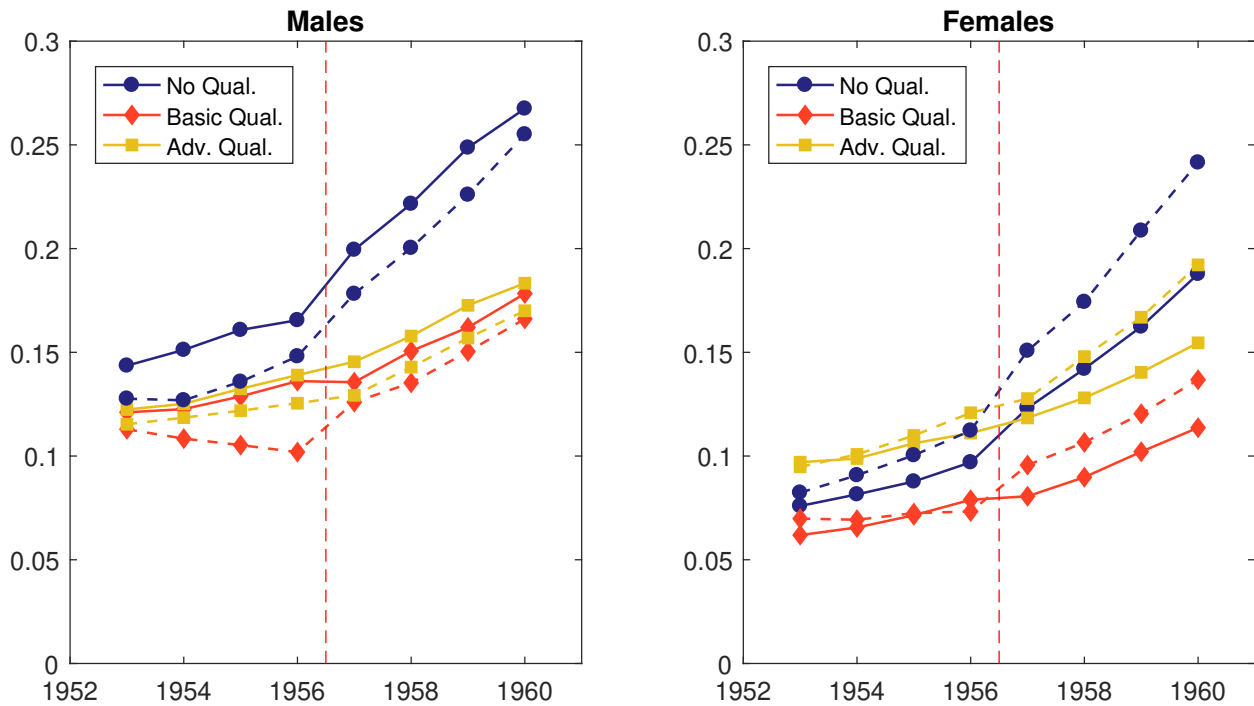 Males
0.3
0.25
0.2
0.15
0.1
0.05
0
1952 1954 1956 1958 1960
No Qual.
Basic Qual.
Adv. Qual.
Females
0.3
0.25
0.2
0.15
0.1
0.05
0
1952 1954 1956 1958 1960
No Qual.
Basic Qual.
Adv. Qual.